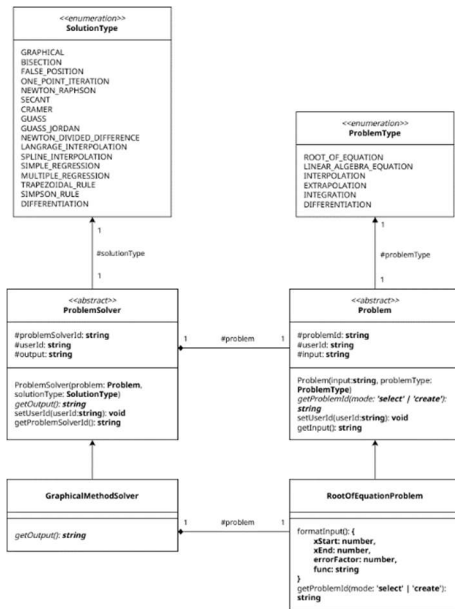 <<enumeration>>
SolutionType
GRAPHICAL
BISECTION
FALSE_POSITION
ONE_POINT_ITERATION
NEWTON_RAPHSON
SECANT
CRAMER
GUASS
GUASS_JORDAN
NEWTON_DIVIDED_DIFFERENCE
LANGRAGE_INTERPOLATION
SPLINE_INTERPOLATION
SIMPLE_REGRESSION
MULTIPLE_REGRESSION
TRAPEZOIDAL_RULE
SIMPSON_RULE
DIFFERENTIATION
<<enumeration>>
ProblemType
ROOT_OF_EQUATION
LINEAR_ALGEBRA_EQUATION
INTERPOLATION
EXTRAPOLATION
INTEGRATION
DIFFERENTIATION
1
#solutionType
1
1
#problemType
1
<<abstract>>
ProblemSolver
#problemSolverId: string
#userId: string
#output: string
ProblemSolver(problem: Problem,
solutionType: SolutionType)
getOutput(): string
setUserId(userId:string): void
getProblemSolverId(): string
1
#problem
1
<<abstract>>
Problem
#problemId: string
#userId: string
#input: string
Problem(input:string, problemType:
ProblemType)
getProblemId(mode: 'select' | 'create'):
string
setUserId(userId:string): void
getInput(): string
GraphicalMethodSolver
getOutput(): string
1
#problem
1
RootOfEquationProblem
formatInput(): {
xStart: number,
xEnd: number,
errorFactor: number,
func: string
}
getProblemId(mode: 'select' | 'create'):
string